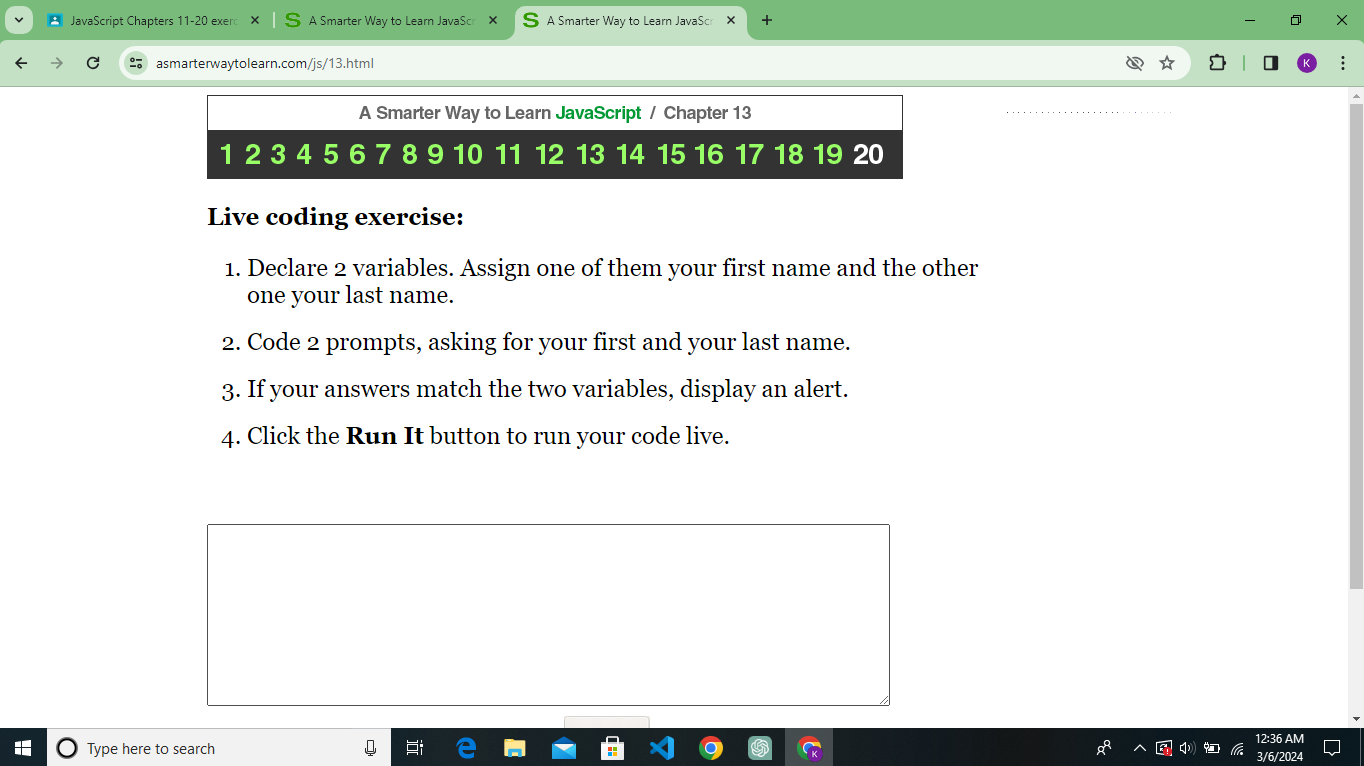 JavaScript Chapters 11-20 exerc
A Smarter Way to Learn JavaSc
A Smarter Way to Learn JavaSc
asmarterwaytolearn.com/js/13.html
K
A Smarter Way to Learn JavaScript / Chapter 13
1 2 3 4 5 6 7 8 9 10 11 12 13 14 15 16 17 18 19 20
Live coding exercise:
1. Declare 2 variables. Assign one of them your first name and the other
one your last name.
2. Code 2 prompts, asking for your first and your last name.
3. If your answers match the two variables, display an alert.
4. Click the Run It button to run your code live.
Type here to search
K
12:36 AM
3/6/2024